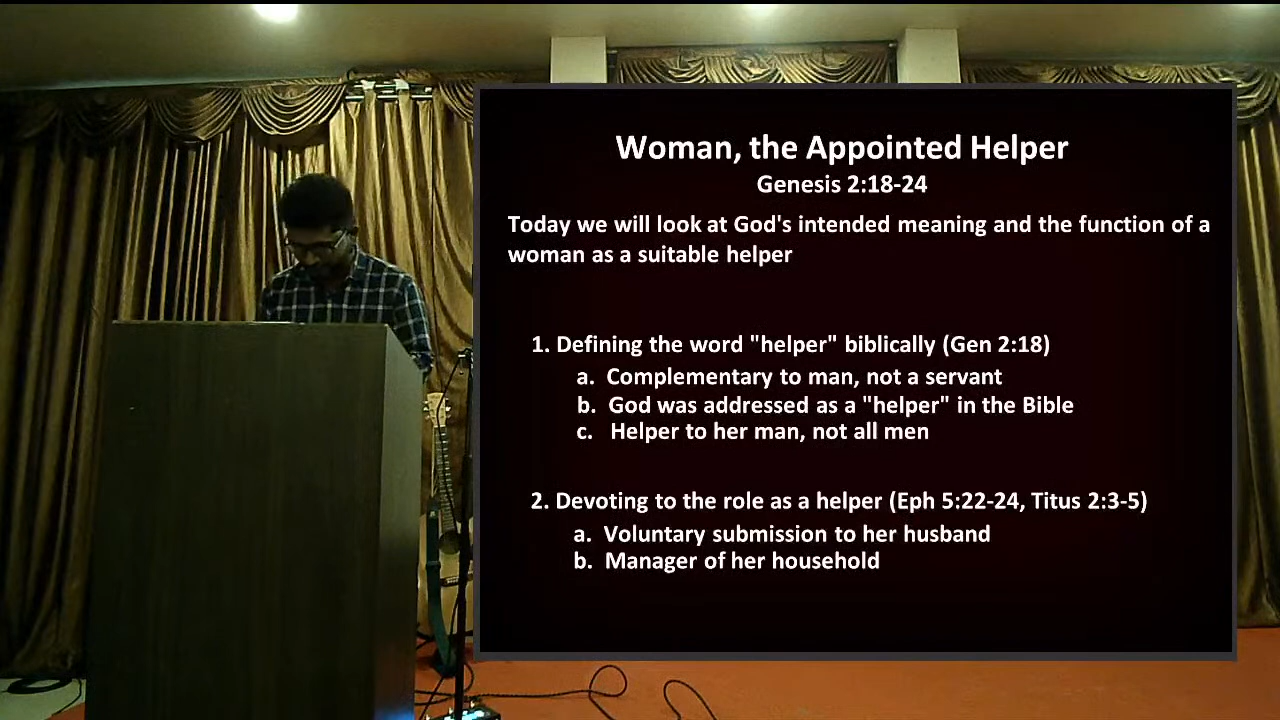 Woman, the Appointed Helper
Genesis 2:18-24
Today we will look at God's intended meaning and the function of a
woman as a suitable helper
1. Defining the word "helper" biblically (Gen 2:18)
a. Complementary to man, not a servant
b. God was addressed as a "helper" in the Bible
c. Helper to her man, not all men
2. Devoting to the role as a helper (Eph 5:22-24, Titus 2:3-5)
a. Voluntary submission to her husband
b. Manager of her household